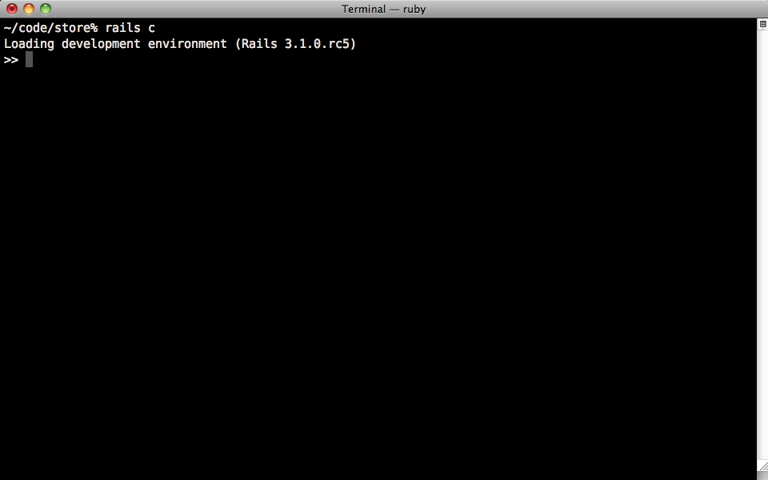 Terminal — ruby
~/code/store% rails c
Loading development environment (Rails 3.1.0.rc5)
>>